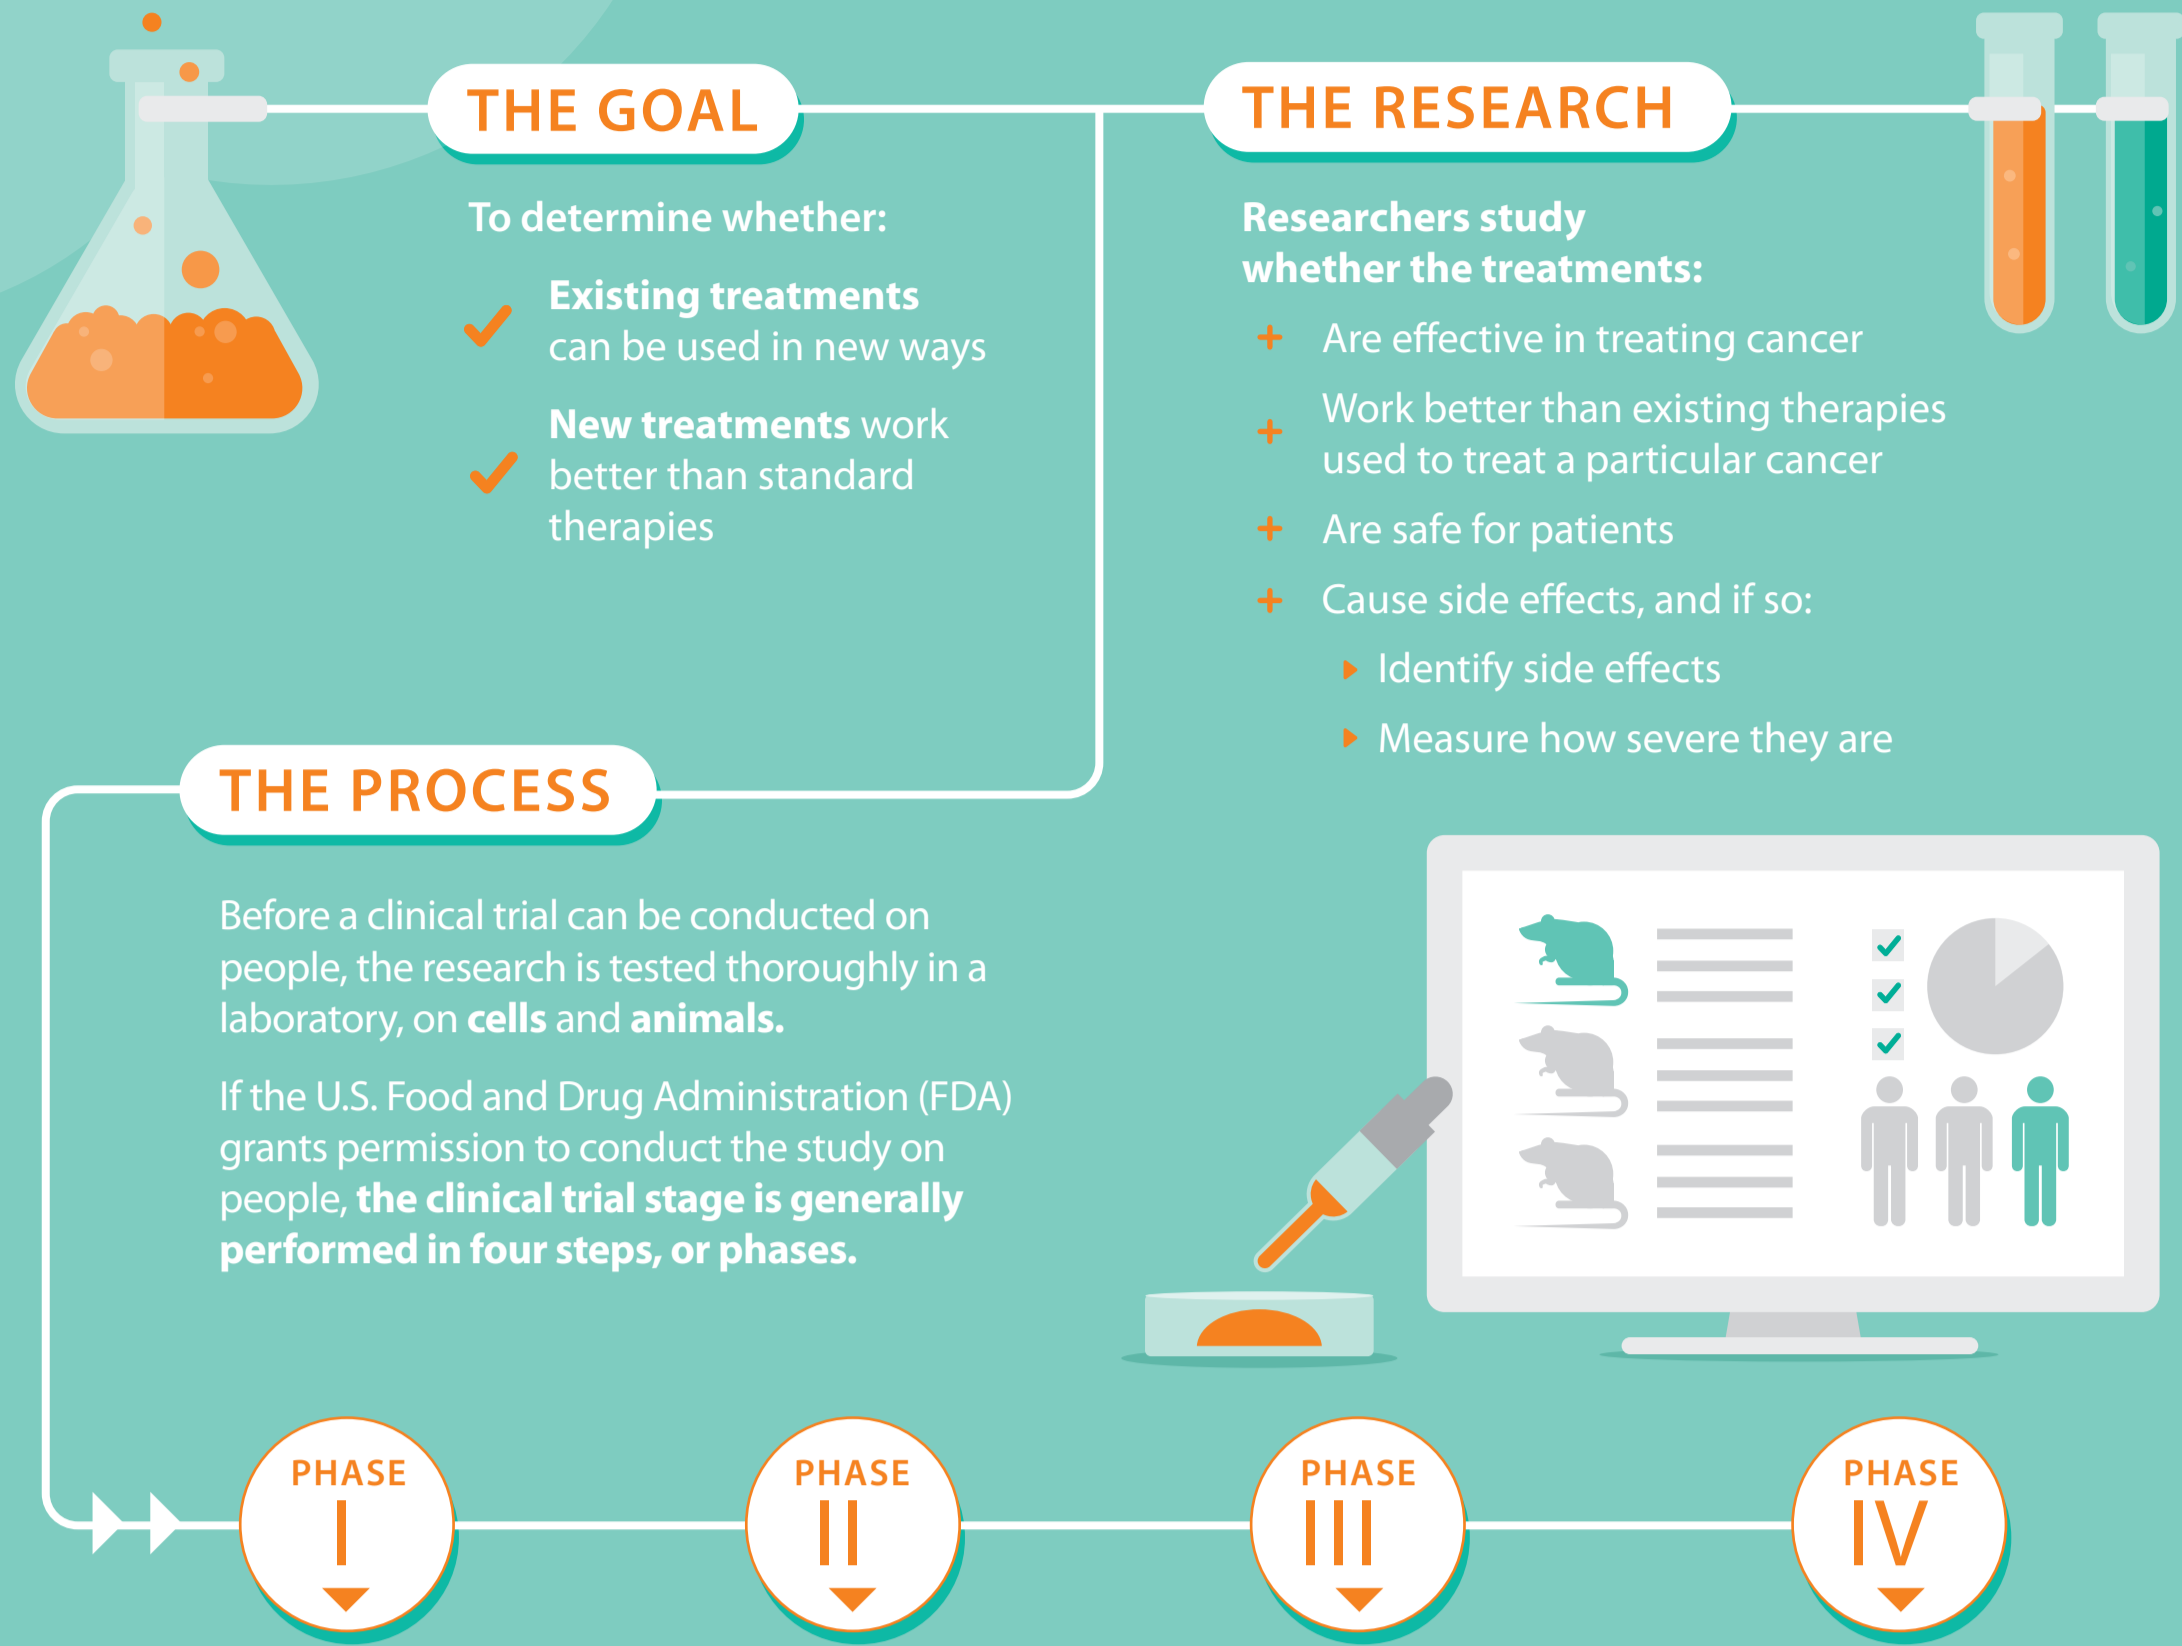 THE GOAL
To determine whether:
Existing treatments
can be used in new ways
New treatments work
better than standard
therapies
THE RESEARCH
Researchers study
whether the treatments:
Are effective in treating cancer
Work better than existing therapies
used to treat a particular cancer
Are safe for patients
Cause side effects, and if so:
Identify side effects
Measure how severe they are
THE PROCESS
Before a clinical trial can be conducted on
people, the research is tested thoroughly in a
laboratory, on cells and animals.
If the U.S. Food and Drug Administration (FDA)
grants permission to conduct the study on
people, the clinical trial stage is generally
performed in four steps, or phases.
PHASE
I
PHASE
II
PHASE
III
PHASE
IV